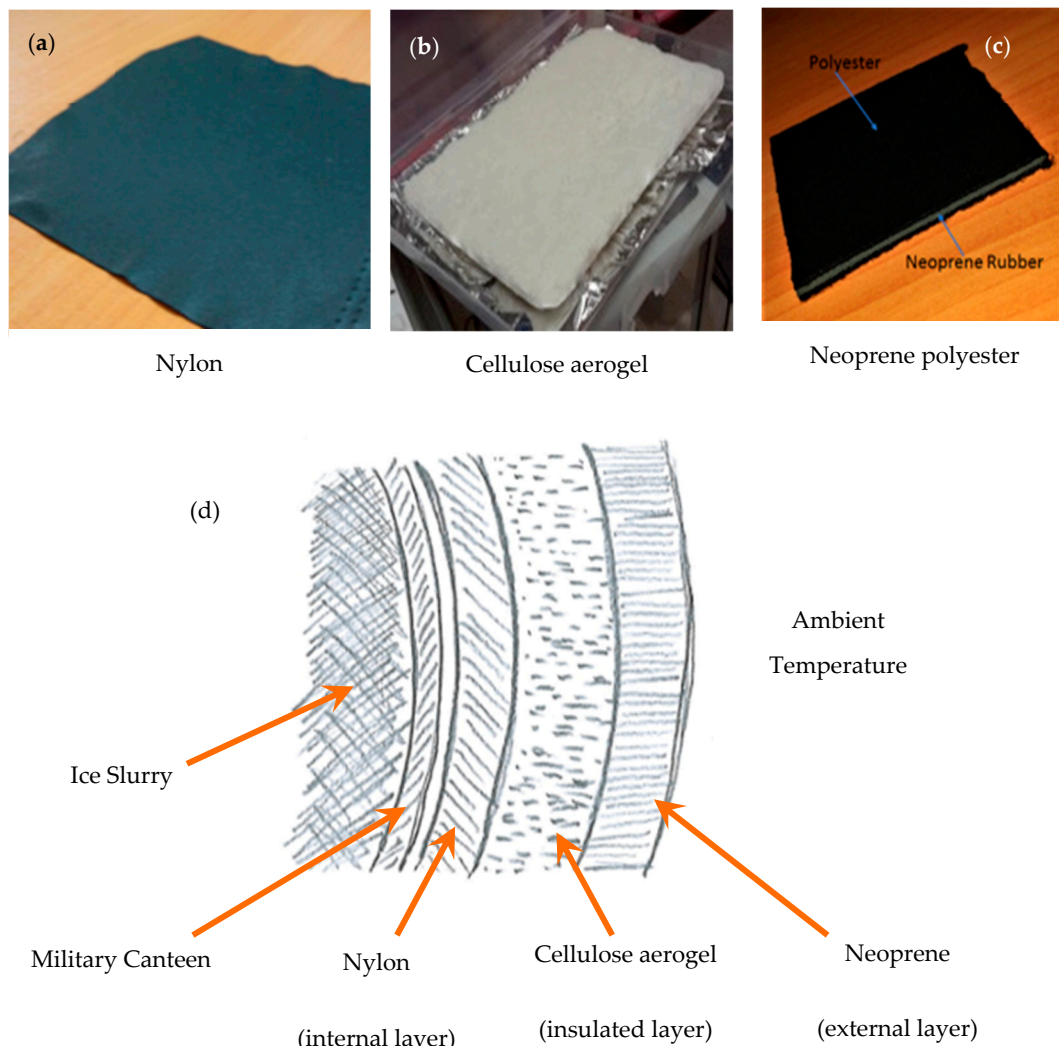 (a)
(b)
(c)
Polyester
Neoprene Rubber
Nylon
Cellulose aerogel
Neoprene polyester
(d)
Ambient
Temperature
Ice Slurry
Military Canteen
Nylon
(internal layer)
Cellulose aerogel
(insulated layer)
Neoprene
(external layer)